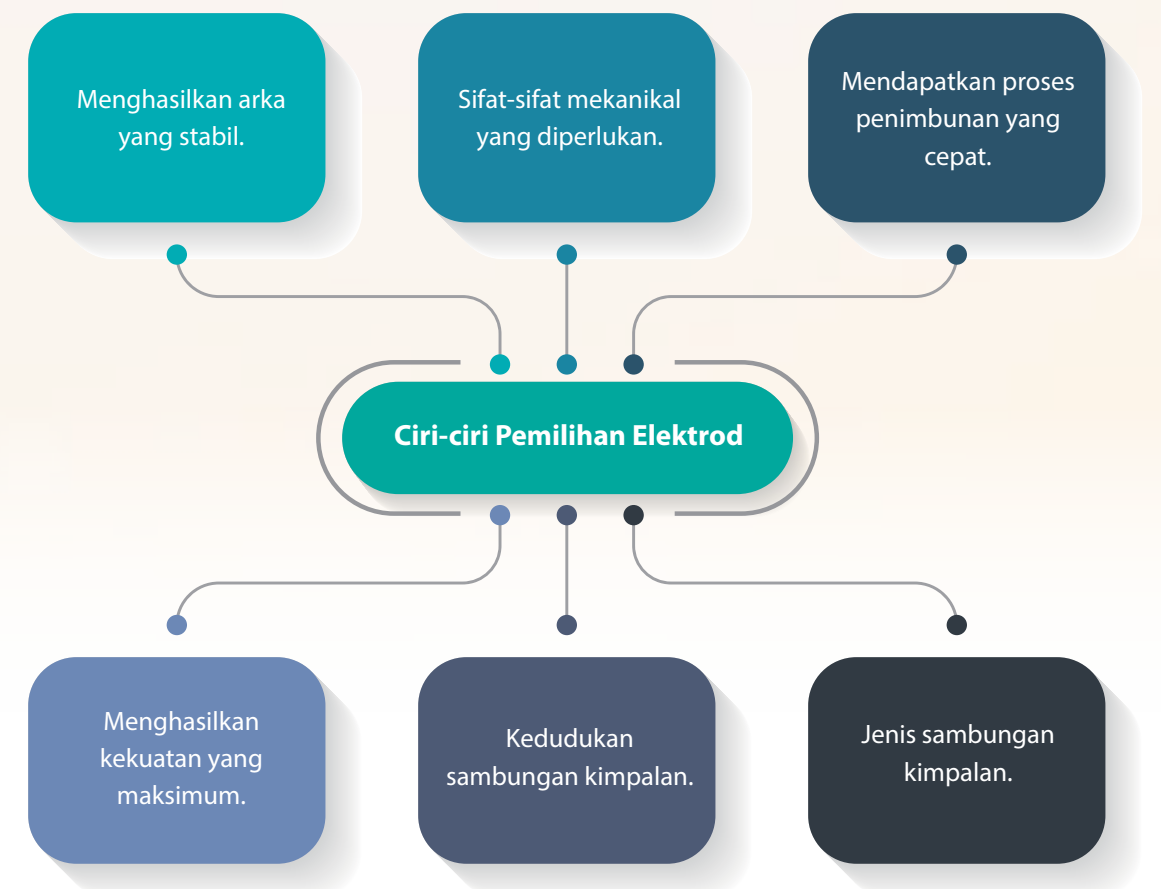 Menghasilkan arka
yang stabil.
Sifat-sifat mekanikal
yang diperlukan.
Mendapatkan proses
penimbunan yang
cepat.
Ciri-ciri Pemilihan Elektrod
Menghasilkan
kekuatan yang
maksimum.
Kedudukan
sambungan kimpalan.
Jenis sambungan
kimpalan.